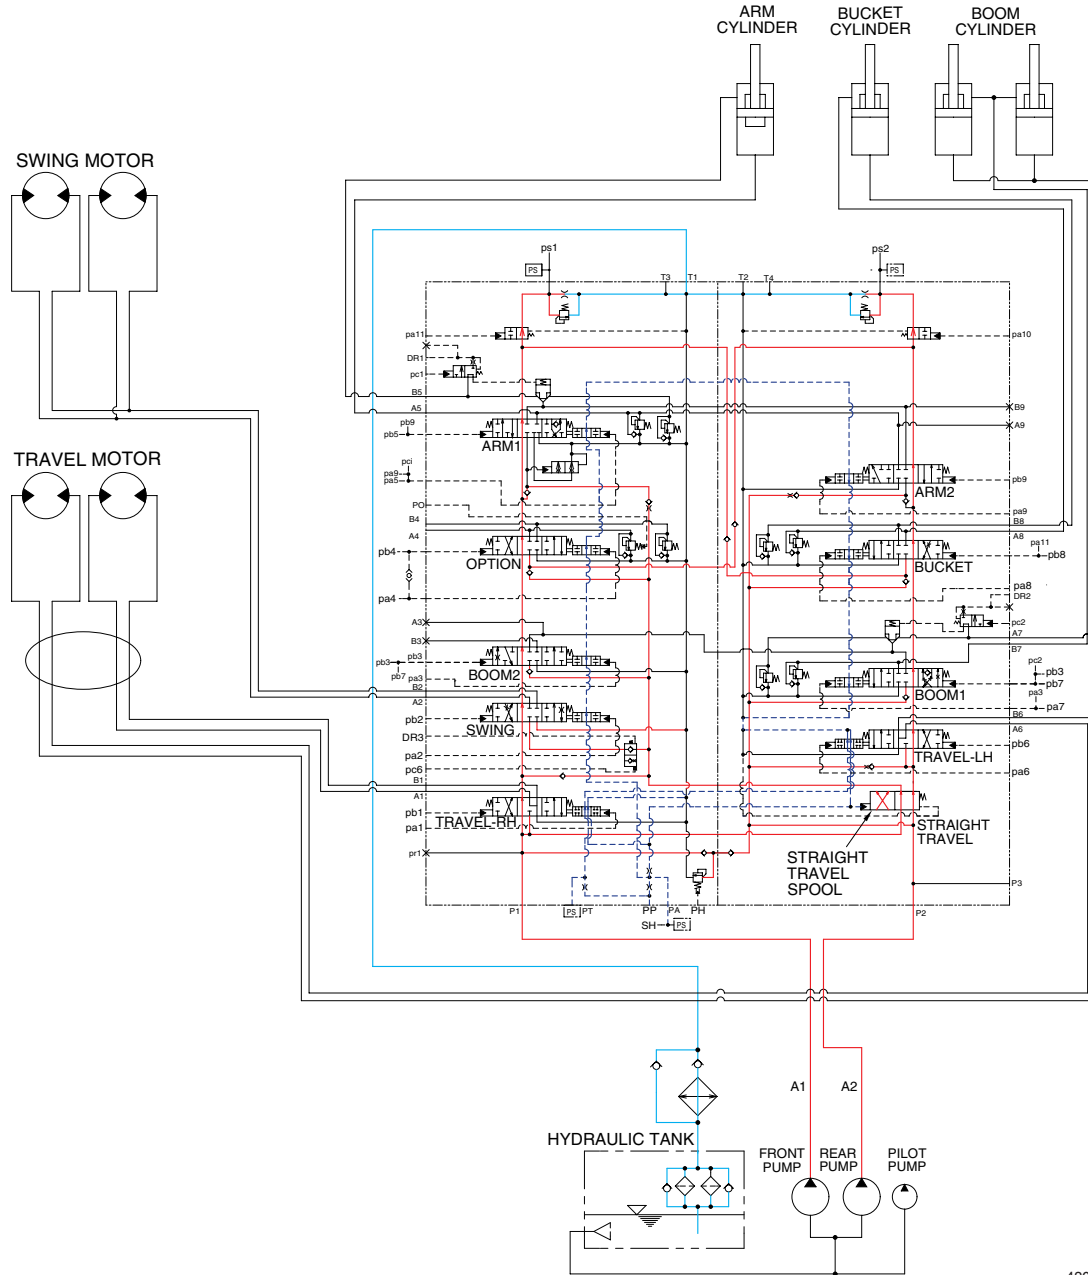 ARM
CYLINDER
BUCKET
CYLINDER
BOOM
CYLINDER
SWING MOTOR
TRAVEL MOTOR
ps1
PS
ps2
PS
T3
T1
T2
T4
pa11
pa10
DR1
pc1
B5
A5
B9
A9
pb9
pb5
ARM1
pci
pa9
pa5
ARM2
pb9
PO
pa9
B4
B8
A4
A8
pa11
pb4
pb8
OPTION
BUCKET
pa4
pa8
DR2
A3
pc2
A7
B3
B7
pb3
pb3
pb7
pa3
BOOM2
pc2
pb3
pb7
BOOM1
pa3
pa7
B2
A2
B6
pb2
SWING
A6
DR3
pb6
TRAVEL-LH
pa2
pc6
pa6
B1
A1
pb1
TRAVEL-RH
pa1
STRAIGHT
TRAVEL
pr1
STRAIGHT
TRAVEL
SPOOL
P3
P1
PS
PT
PP
PA
PH
P2
SH
PS
A1
A2
HYDRAULIC TANK
FRONT
PUMP
REAR
PUMP
PILOT
PUMP